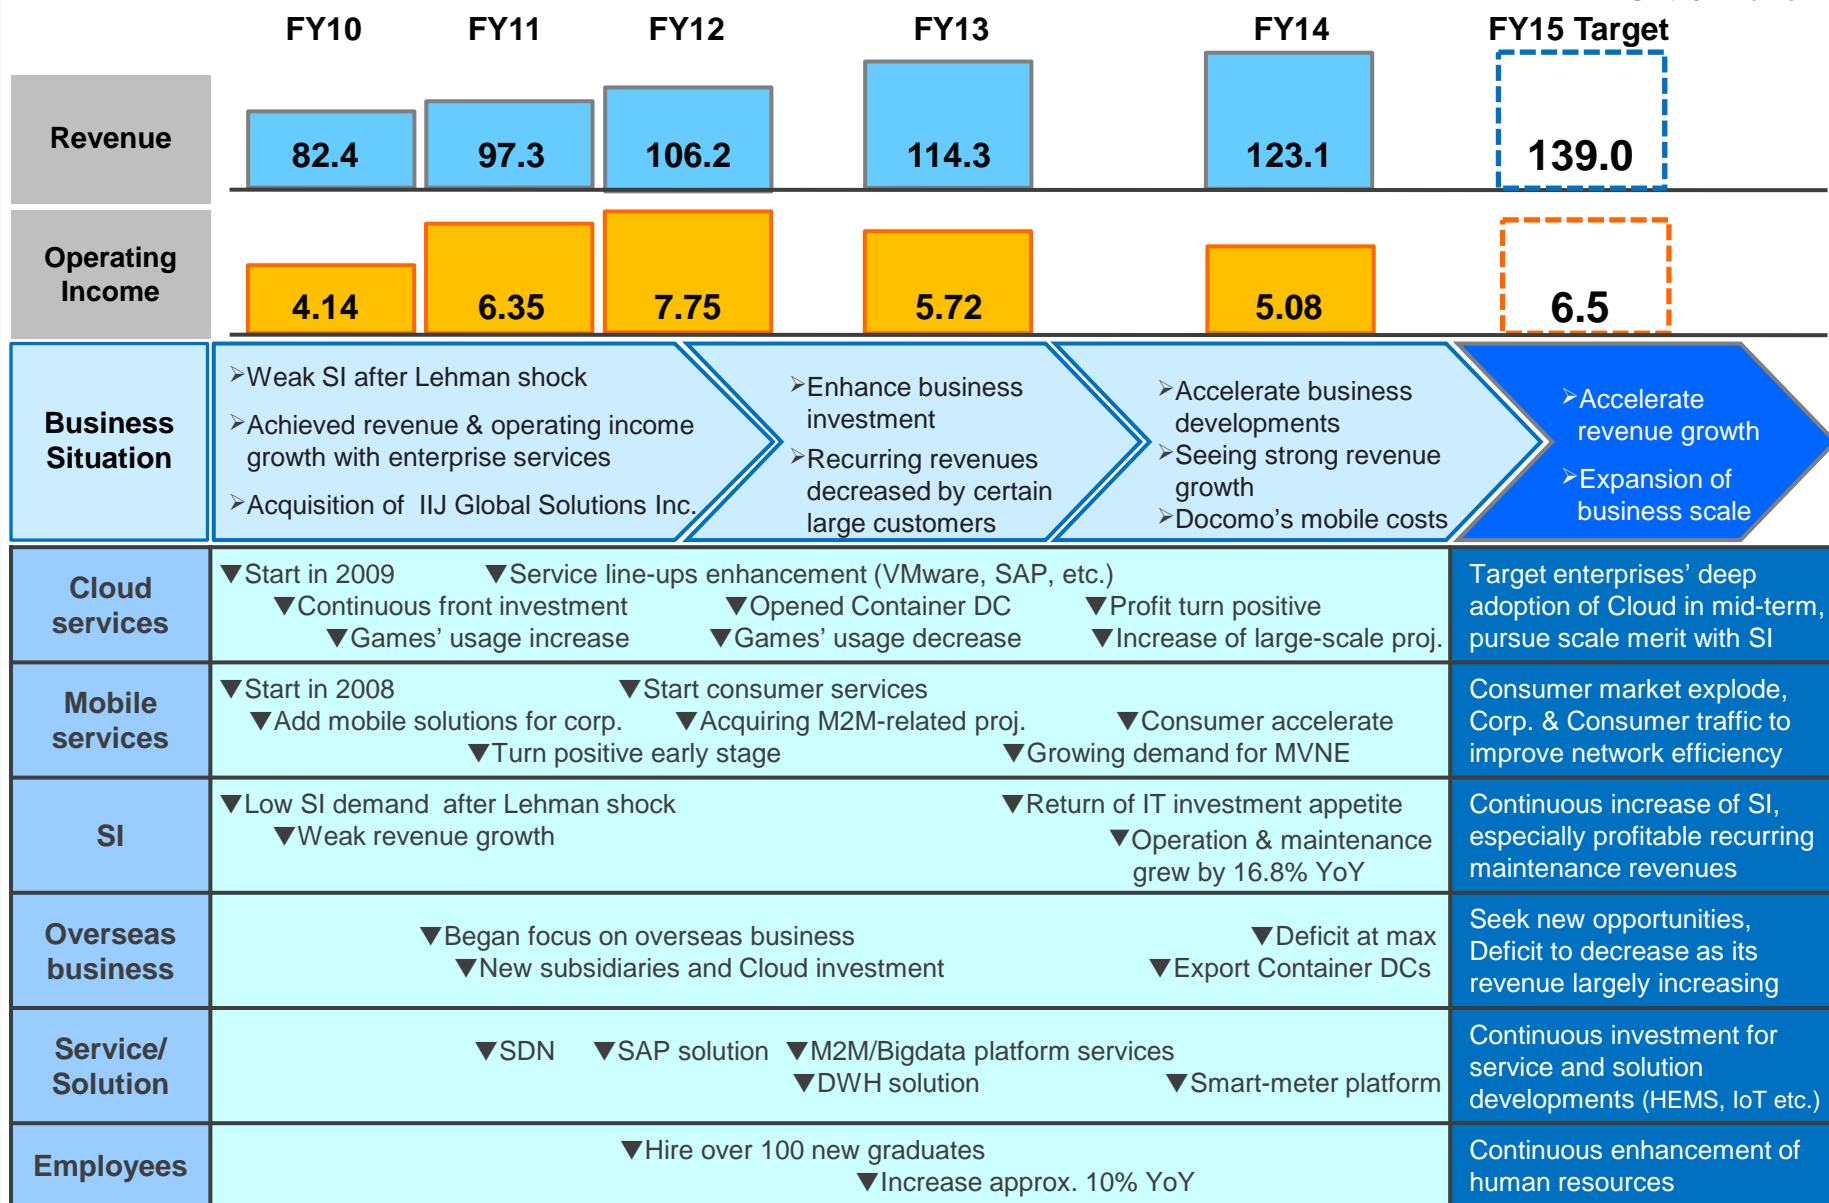 FY10 FY11 FY12 FY13 FY14 FY15 Target
Revenue
82.4 97.3 106.2 114.3 123.1 139.0
Operating
Income
4.14 6.35 7.75 5.72 5.08 6.5
Business
Situation
➢Weak SI after Lehman shock
➢Achieved revenue & operating income
growth with enterprise services
➢Acquisition of IIJ Global Solutions Inc.
➢Enhance business
investment
➢Recurring revenues
decreased by certain
large customers
➢Accelerate business
developments
➢Seeing strong revenue
growth
➢Docomo's mobile costs
➢Accelerate
revenue growth
➢Expansion of
business scale
Cloud
services
▼Start in 2009 ▼Service line-ups enhancement (VMware, SAP, etc.)
▼Continuous front investment ▼Opened Container DC ▼Profit turn positive
▼Games' usage increase ▼Games' usage decrease ▼Increase of large-scale proj.
Target enterprises' deep
adoption of Cloud in mid-term,
pursue scale merit with SI
Mobile
services
▼Start in 2008 ▼Start consumer services
▼Add mobile solutions for corp. ▼Acquiring M2M-related proj. ▼Consumer accelerate
▼Turn positive early stage ▼Growing demand for MVNE
Consumer market explode,
Corp. & Consumer traffic to
improve network efficiency
SI
▼Low SI demand after Lehman shock ▼Return of IT investment appetite
▼Weak revenue growth ▼Operation & maintenance
grew by 16.8% YoY
Continuous increase of SI,
especially profitable recurring
maintenance revenues
Overseas
business
▼Began focus on overseas business ▼Deficit at max
▼New subsidiaries and Cloud investment ▼Export Container DCs
Seek new opportunities,
Deficit to decrease as its
revenue largely increasing
Service/
Solution
▼SDN ▼SAP solution ▼M2M/Bigdata platform services
▼DWH solution ▼Smart-meter platform
Continuous investment for
service and solution
developments (HEMS, IoT etc.)
Employees
▼Hire over 100 new graduates
▼Increase approx. 10% YoY
Continuous enhancement of
human resources